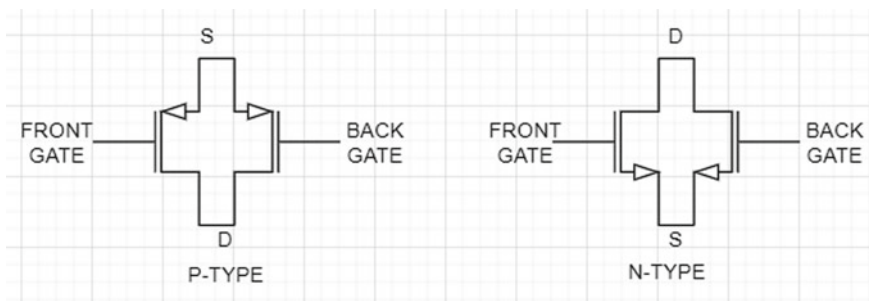 S
D
FRONT
GATE
BACK
GATE
FRONT
GATE
BACK
GATE
D
S
P-TYPE
N-TYPE